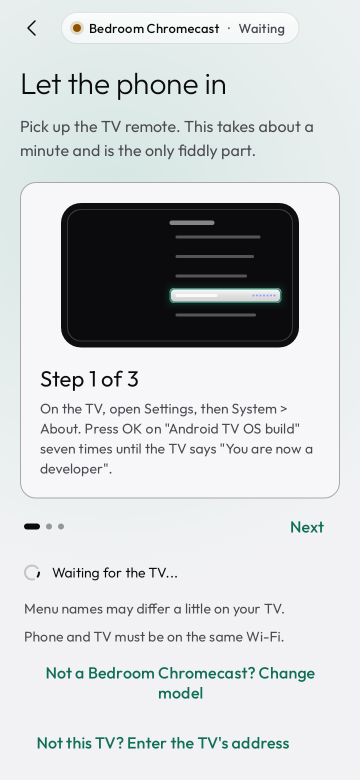 Bedroom Chromecast · Waiting
Let the phone in
Pick up the TV remote. This takes about a
minute and is the only fiddly part.
Step 1 of 3
On the TV, open Settings, then System >
About. Press OK on "Android TV OS build"
seven times until the TV says "You are now a
developer".
Next
Waiting for the TV...
Menu names may differ a little on your TV.
Phone and TV must be on the same Wi-Fi.
Not a Bedroom Chromecast? Change
model
Not this TV? Enter the TV's address